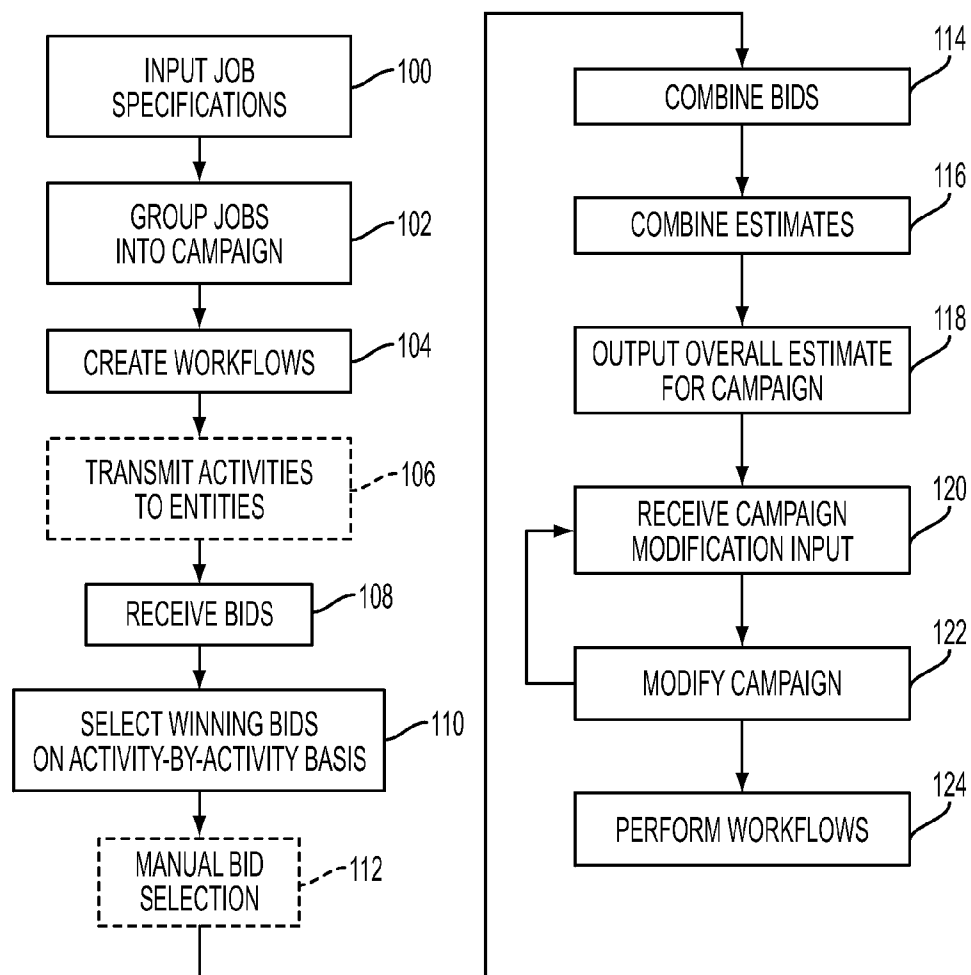 INPUT JOB
SPECIFICATIONS
100
GROUP JOBS
INTO CAMPAIGN
102
CREATE WORKFLOWS
104
TRANSMIT ACTIVITIES
TO ENTITIES
106
RECEIVE BIDS
108
SELECT WINNING BIDS
ON ACTIVITY-BY-ACTIVITY BASIS
110
MANUAL BID
SELECTION
112
COMBINE BIDS
114
COMBINE ESTIMATES
116
OUTPUT OVERALL ESTIMATE
FOR CAMPAIGN
118
RECEIVE CAMPAIGN
MODIFICATION INPUT
120
MODIFY CAMPAIGN
122
PERFORM WORKFLOWS
124